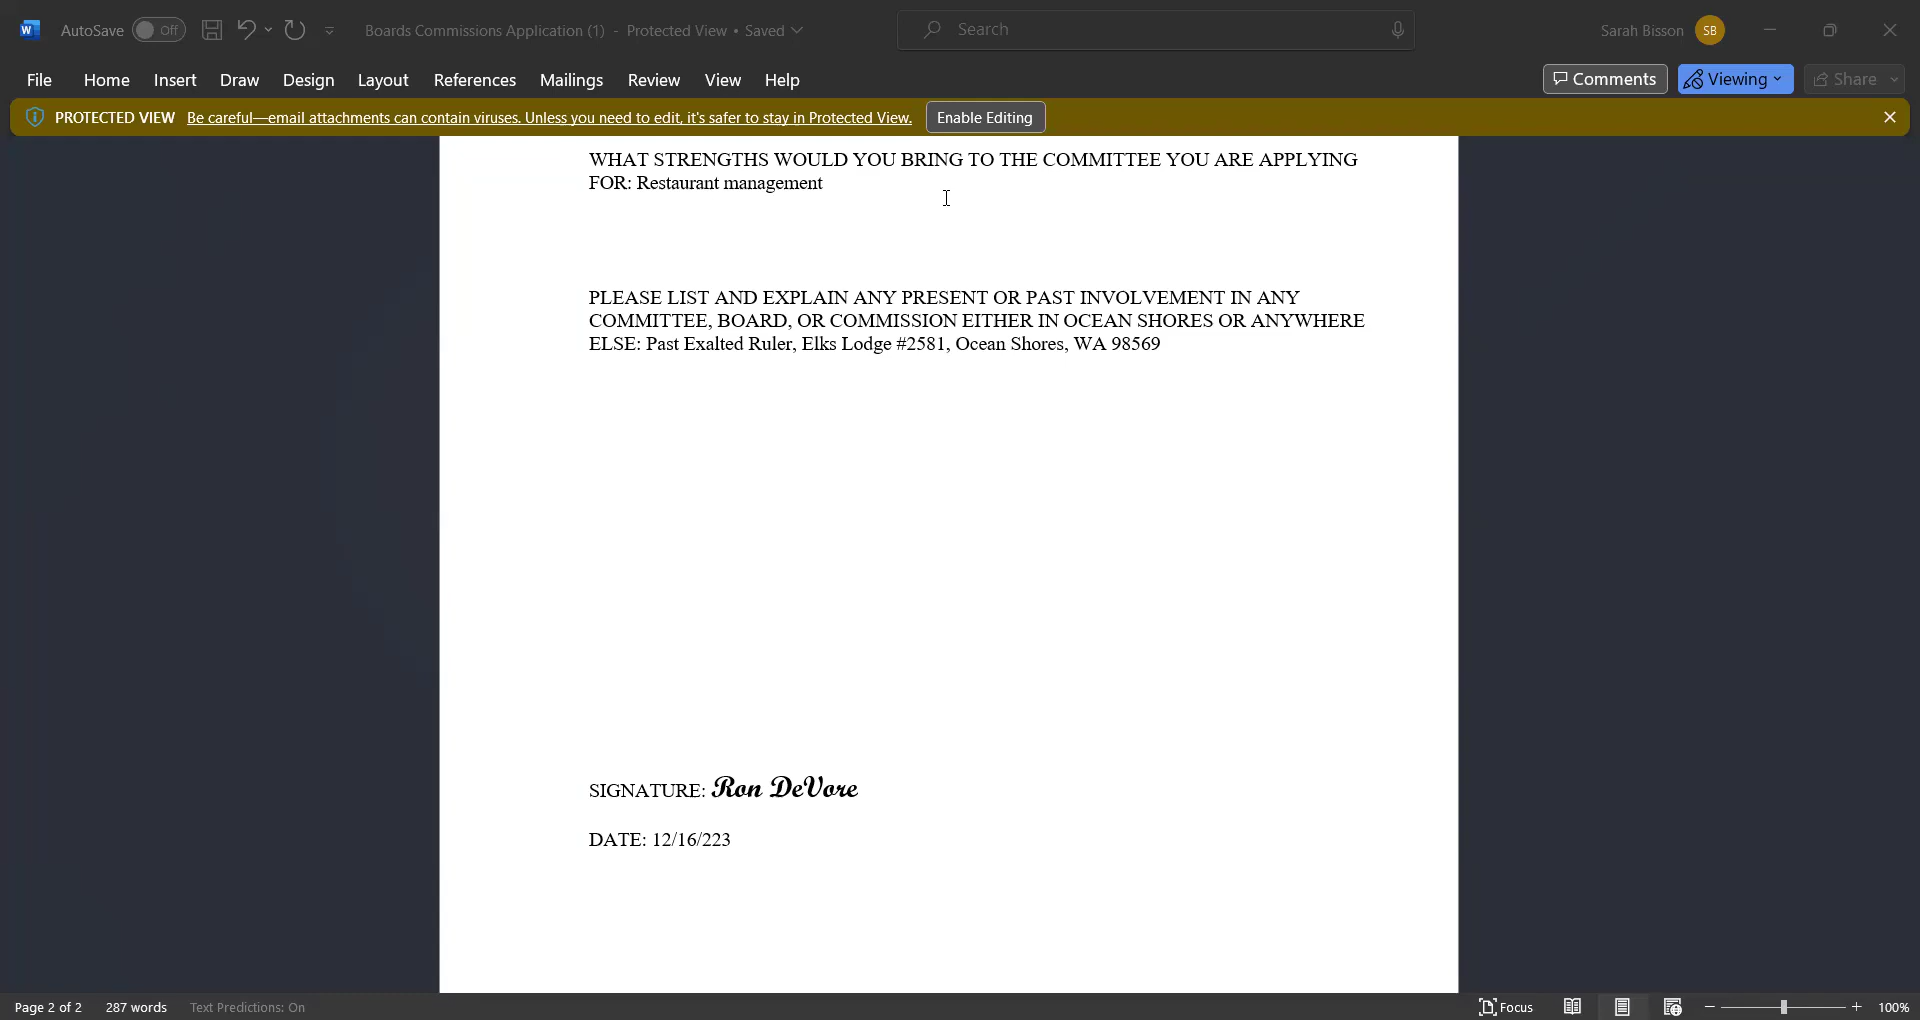 W AutoSave Off Boards Commissions Application (1) - Protected View • Saved Search Sarah Bisson SB
File Home Insert Draw Design Layout References Mailings Review View Help Comments Viewing Share
PROTECTED VIEW Be careful—email attachments can contain viruses. Unless you need to edit, it's safer to stay in Protected View. Enable Editing
WHAT STRENGTHS WOULD YOU BRING TO THE COMMITTEE YOU ARE APPLYING
FOR: Restaurant management
PLEASE LIST AND EXPLAIN ANY PRESENT OR PAST INVOLVEMENT IN ANY
COMMITTEE, BOARD, OR COMMISSION EITHER IN OCEAN SHORES OR ANYWHERE
ELSE: Past Exalted Ruler, Elks Lodge #2581, Ocean Shores, WA 98569
SIGNATURE: Ron DeVore
DATE: 12/16/223
Page 2 of 2 287 words Text Predictions: On Focus 100%